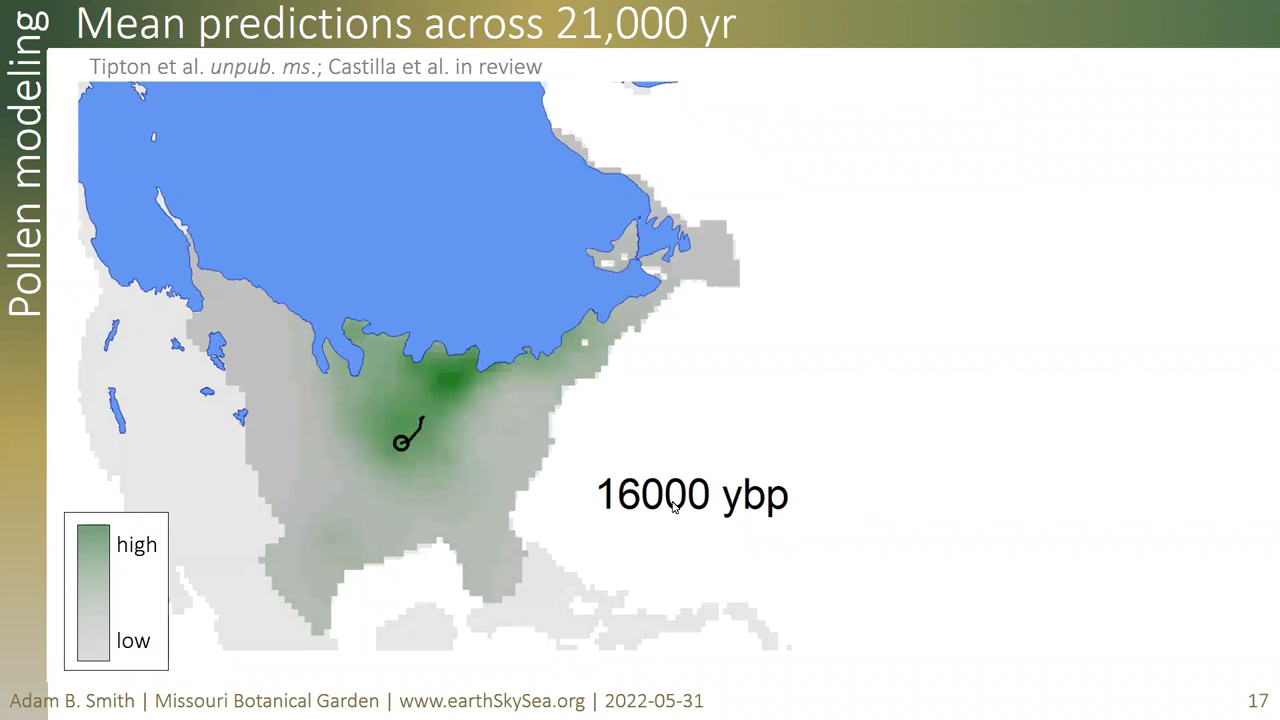 Pollen modeling
Mean predictions across 21,000 yr
Tipton et al. unpub. ms.; Castilla et al. in review
16000 ybp
high
low
Adam B. Smith | Missouri Botanical Garden | www.earthSkySea.org | 2022-05-31
17